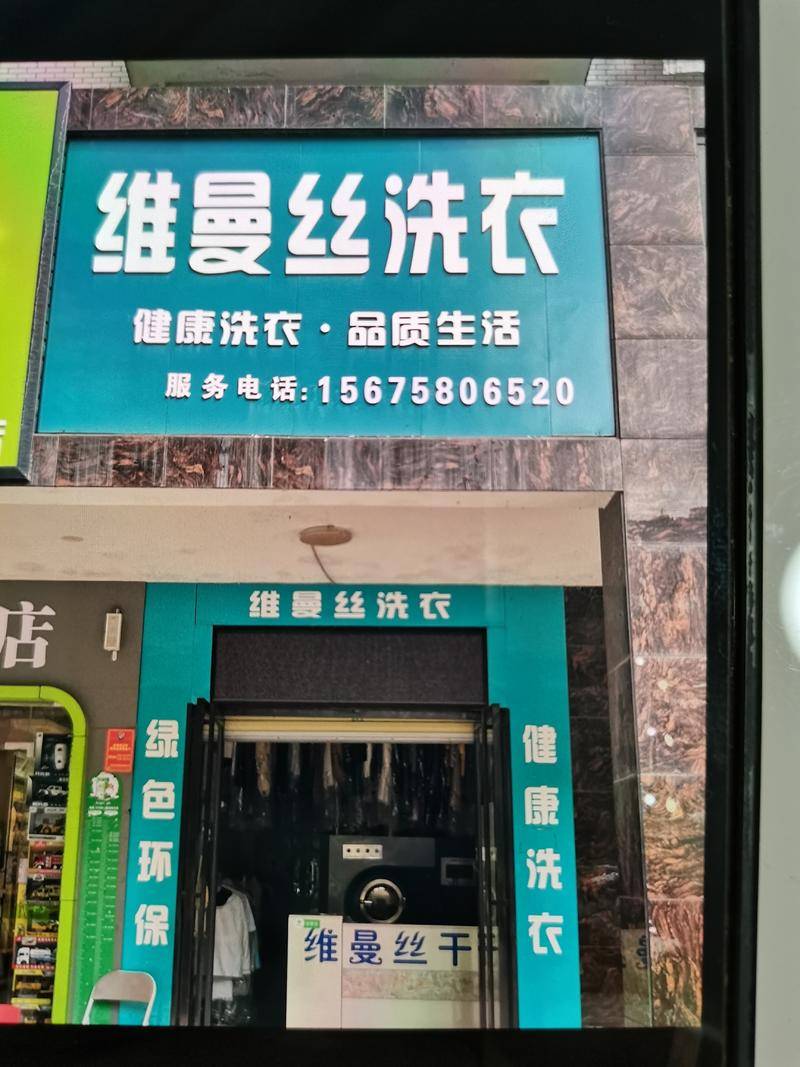 维曼丝洗衣
健康洗衣·品质生活
服务电话:15675806520
店
维曼丝洗衣
绿色环保
健康洗衣
维曼丝干